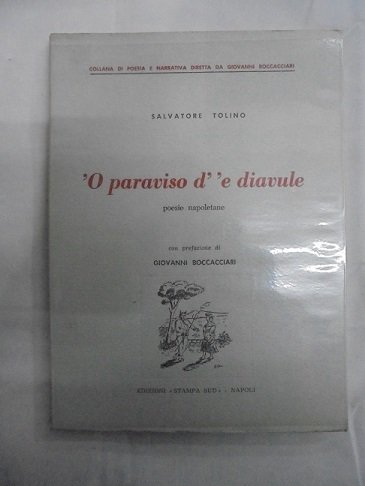 COLLANA DI POESIA E NARRATIVA DIRETTA DA GIOVANNI BOCCACCIARI
SALVATORE TOLINO
'O paraviso d' 'e diavule
poesie napoletane
con prefazione di
GIOVANNI BOCCACCIARI
EDIZIONI «STAMPA SUD» - NAPOLI